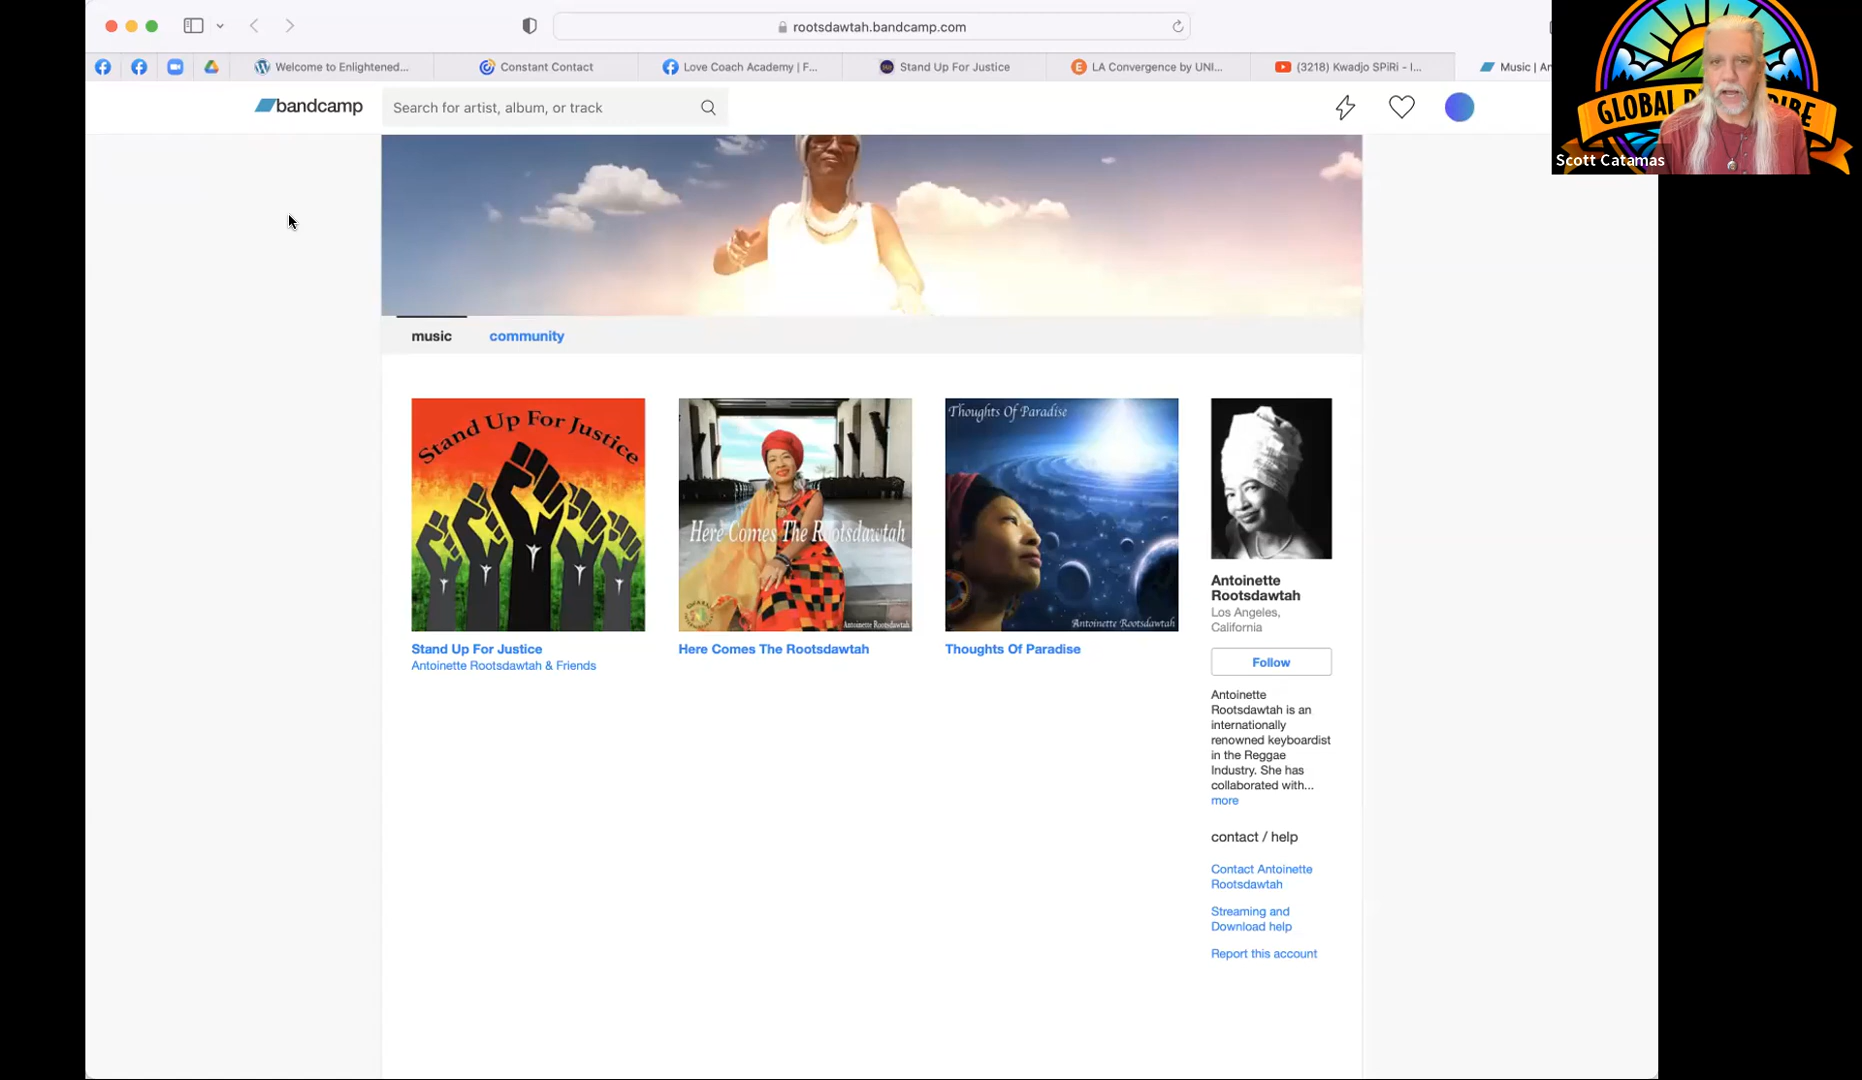 rootsdawtah.bandcamp.com
Welcome to Enlightened...
Constant Contact
Love Coach Academy | F...
Stand Up For Justice
LA Convergence by UNI...
(3218) Kwadjo SPiRi - I...
Music | An
bandcamp
Search for artist, album, or track
GLOBAL
Scott Catamas
music
community
Stand Up For Justice
Here Comes The Rootsdawtah
Antoinette Rootsdawtah
Thoughts Of Paradise
Antoinette Rootsdawtah
Stand Up For Justice
Antoinette Rootsdawtah & Friends
Here Comes The Rootsdawtah
Thoughts Of Paradise
Antoinette
Rootsdawtah
Los Angeles,
California
Follow
Antoinette
Rootsdawtah is an
internationally
renowned keyboardist
in the Reggae
Industry. She has
collaborated with...
more
contact / help
Contact Antoinette
Rootsdawtah
Streaming and
Download help
Report this account